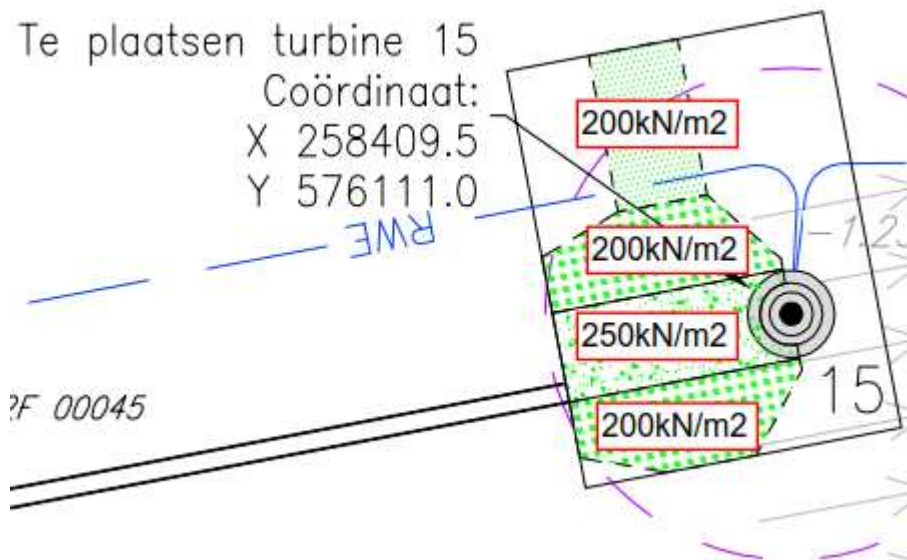 Te plaatsen turbine 15
Coördinaat:
X 258409.5
Y 576111.0
200kN/m2
RWE
200kN/m2
250kN/m2
200kN/m2
00045
15